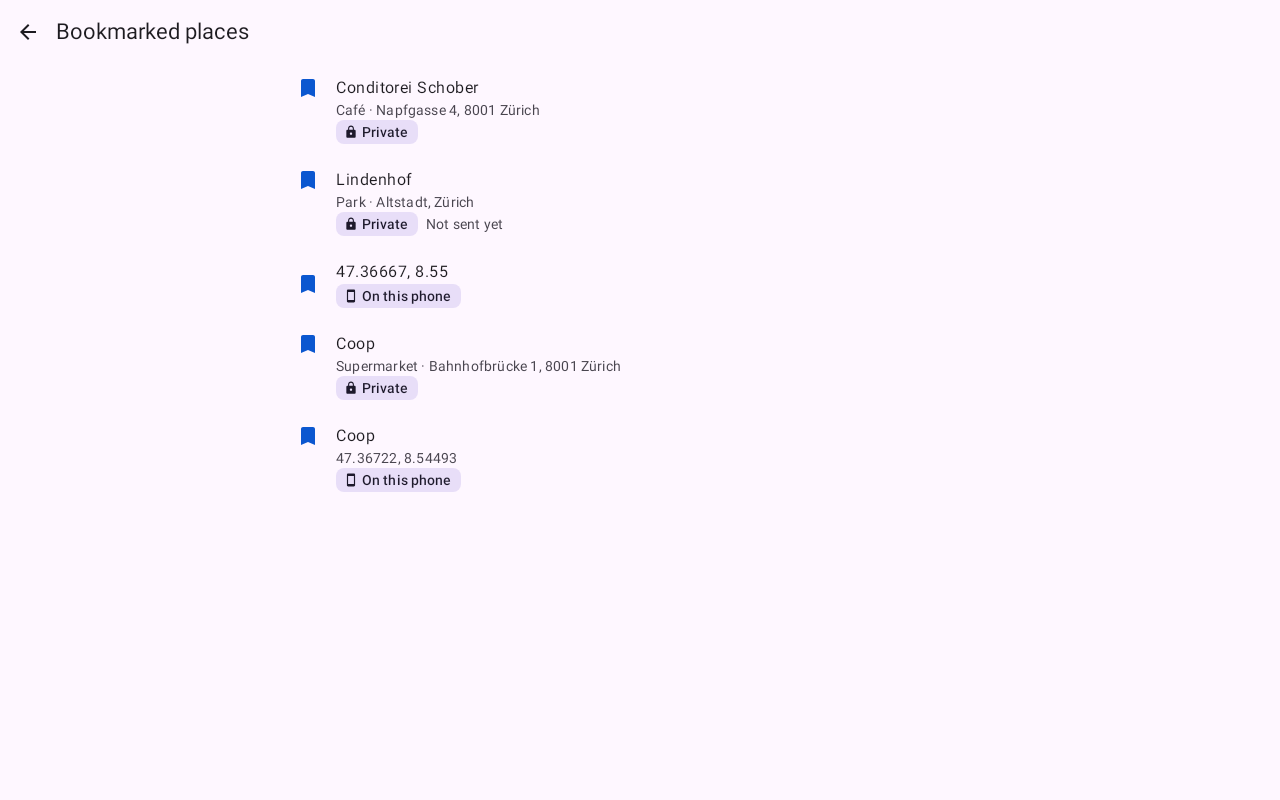 Bookmarked places
Conditorei Schober
Café · Napfgasse 4, 8001 Zürich
Private
Lindenhof
Park · Altstadt, Zürich
Private Not sent yet
47.36667, 8.55
On this phone
Coop
Supermarket · Bahnhofbrücke 1, 8001 Zürich
Private
Coop
47.36722, 8.54493
On this phone